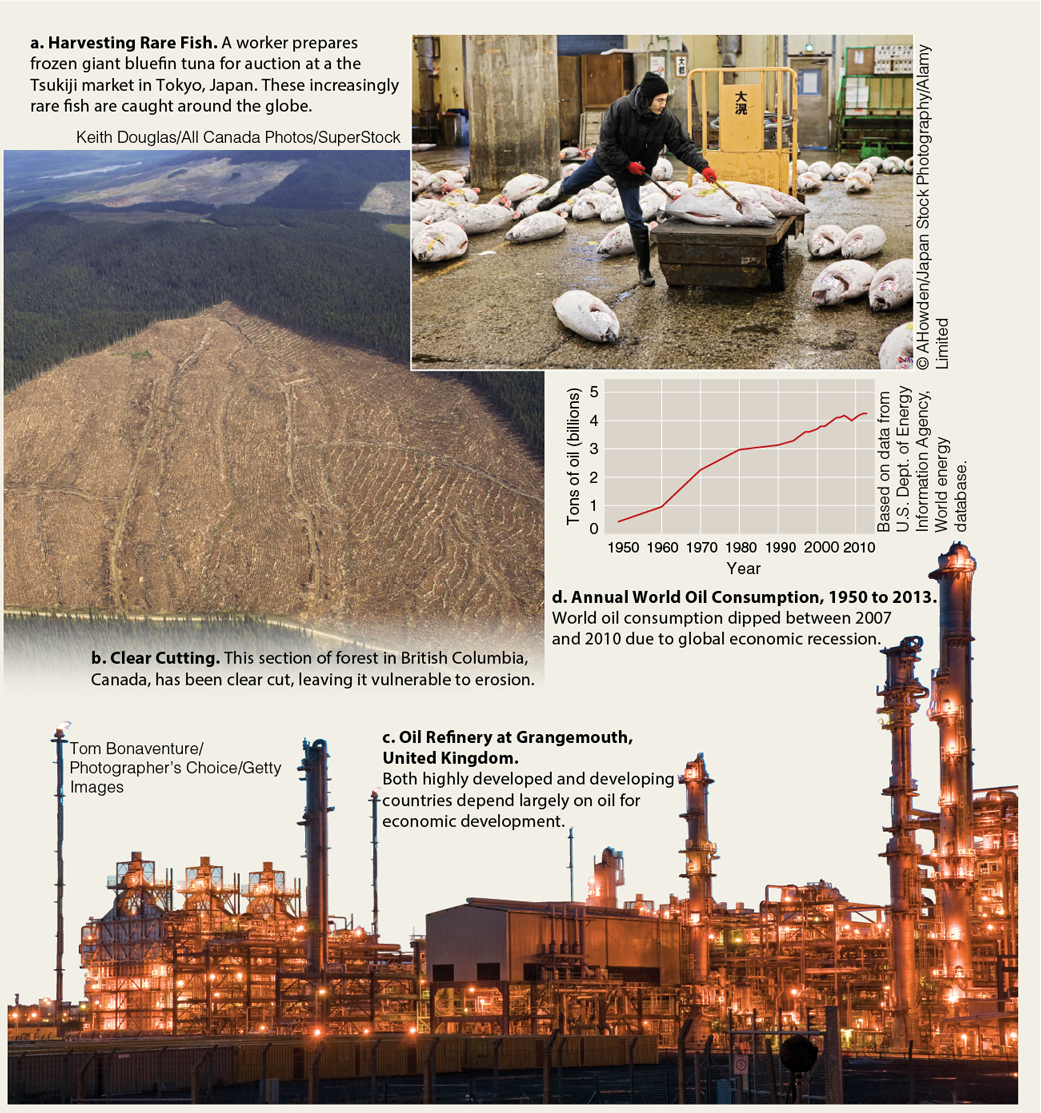 a. Harvesting Rare Fish. A worker prepares
frozen giant bluefin tuna for auction at a the
Tsukiji market in Tokyo, Japan. These increasingly
rare fish are caught around the globe.
Keith Douglas/All Canada Photos/SuperStock
大滉
© AHowden/Japan Stock Photography/Alamy
Limited
5
4
3
2
1
0
Tons of oil (billions)
1950 1960 1970 1980 1990 2000 2010
Year
Based on data from
U.S. Dept. of Energy
Information Agency,
World energy
database.
d. Annual World Oil Consumption, 1950 to 2013.
World oil consumption dipped between 2007
and 2010 due to global economic recession.
b. Clear Cutting. This section of forest in British Columbia,
Canada, has been clear cut, leaving it vulnerable to erosion.
Tom Bonaventure/
Photographer's Choice/Getty
Images
c. Oil Refinery at Grangemouth,
United Kingdom.
Both highly developed and developing
countries depend largely on oil for
economic development.